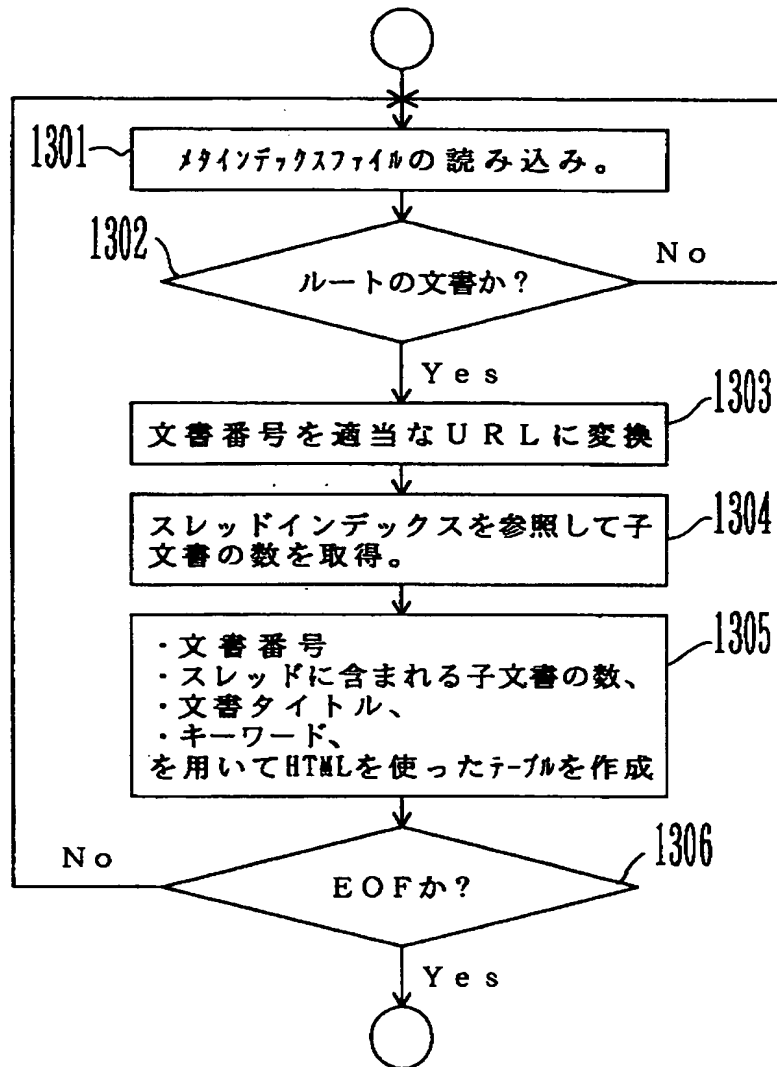 1301
ﾒﾀｲﾝﾃﾞｯｸｽﾌｧｲﾙの読み込み。
1302
ルートの文書か?
No
Yes
1303
文書番号を適当なURLに変換
1304
スレッドインデックスを参照して子
文書の数を取得。
1305
・文書番号
・スレッドに含まれる子文書の数、
・文書タイトル、
・キーワード、
を用いてHTMLを使ったﾃｰﾌﾞﾙを作成
No
1306
EOFか?
Yes